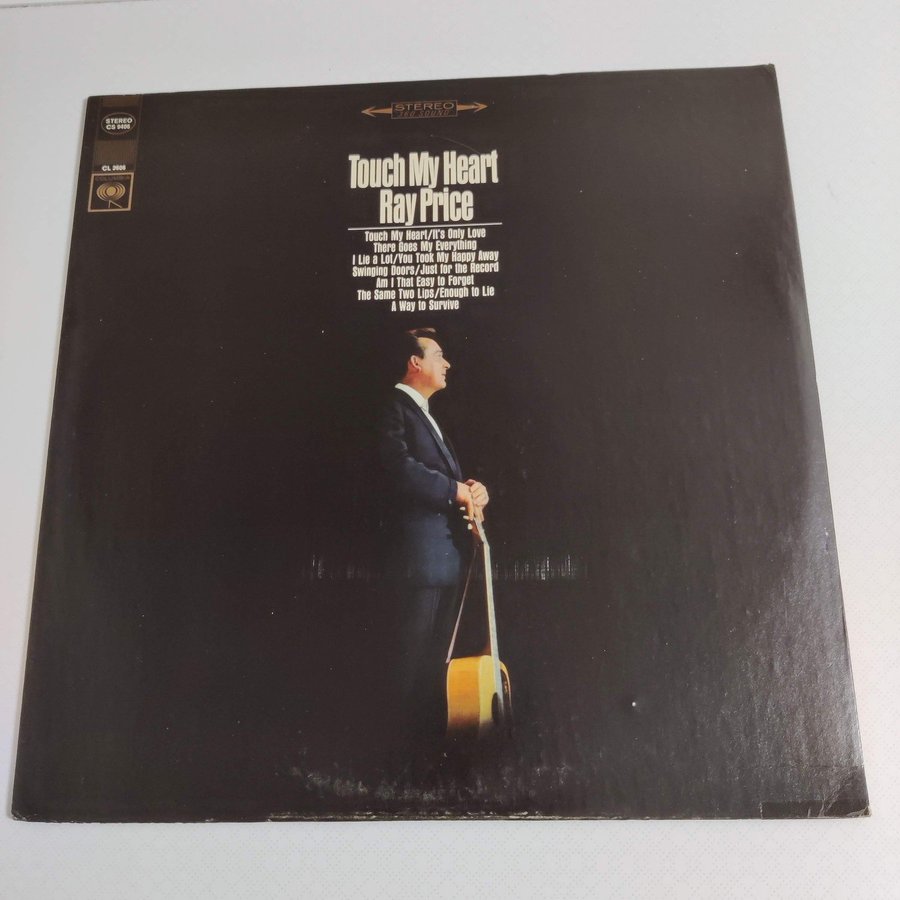 STEREO
360 SOUND
STEREO
CS 9406
CL 2606
COLUMBIA
Touch My Heart
Ray Price
Touch My Heart/It's Only Love
There Goes My Everything
I Lie a Lot/You Took My Happy Away
Swinging Doors/Just for the Record
Am I That Easy to Forget
The Same Two Lips/Enough to Lie
A Way to Survive